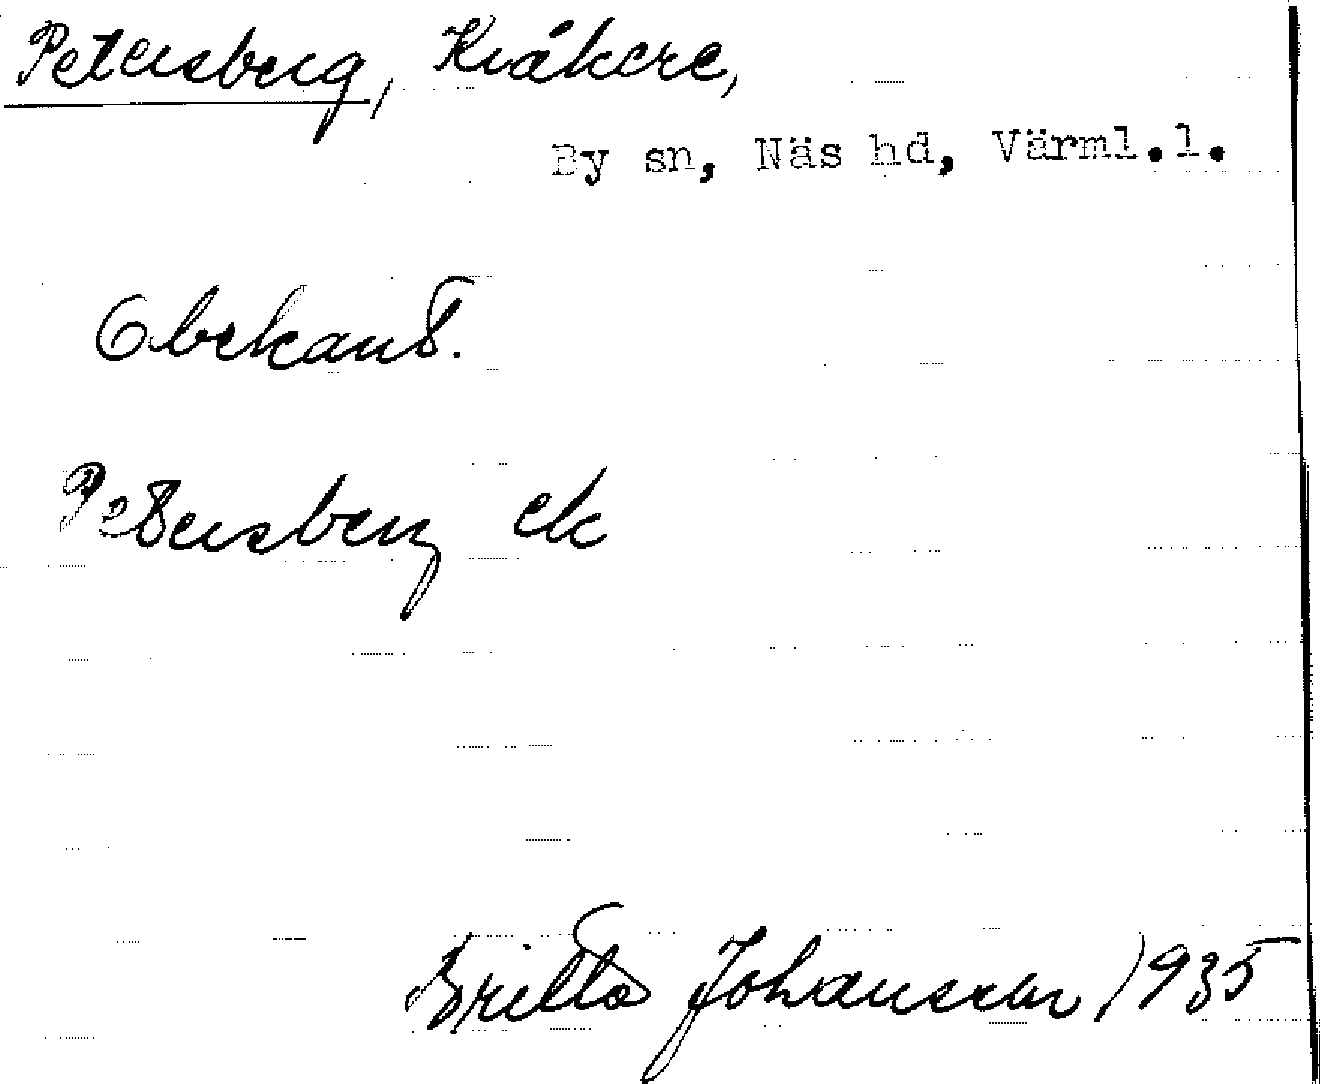 Petersberg, Kråkere,
By sn, Näs hd, Värml.l.
Obekant.
Petersberg ek
Britta Johansson 1935